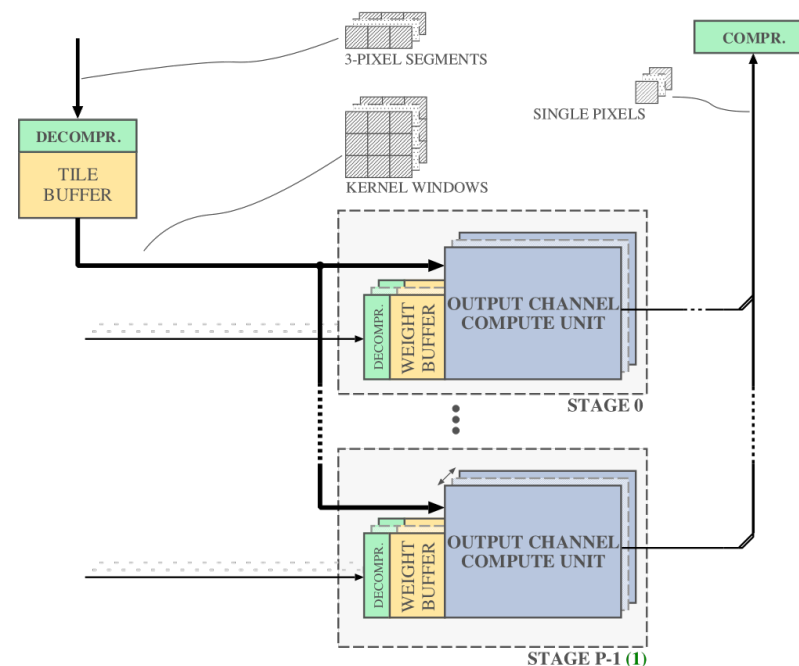 3-PIXEL SEGMENTS
COMPR.
SINGLE PIXELS
DECOMPR.
TILE
BUFFER
KERNEL WINDOWS
DECOMPR.
WEIGHT
BUFFER
OUTPUT CHANNEL
COMPUTE UNIT
STAGE 0
DECOMPR.
WEIGHT
BUFFER
OUTPUT CHANNEL
COMPUTE UNIT
STAGE P-1 (1)